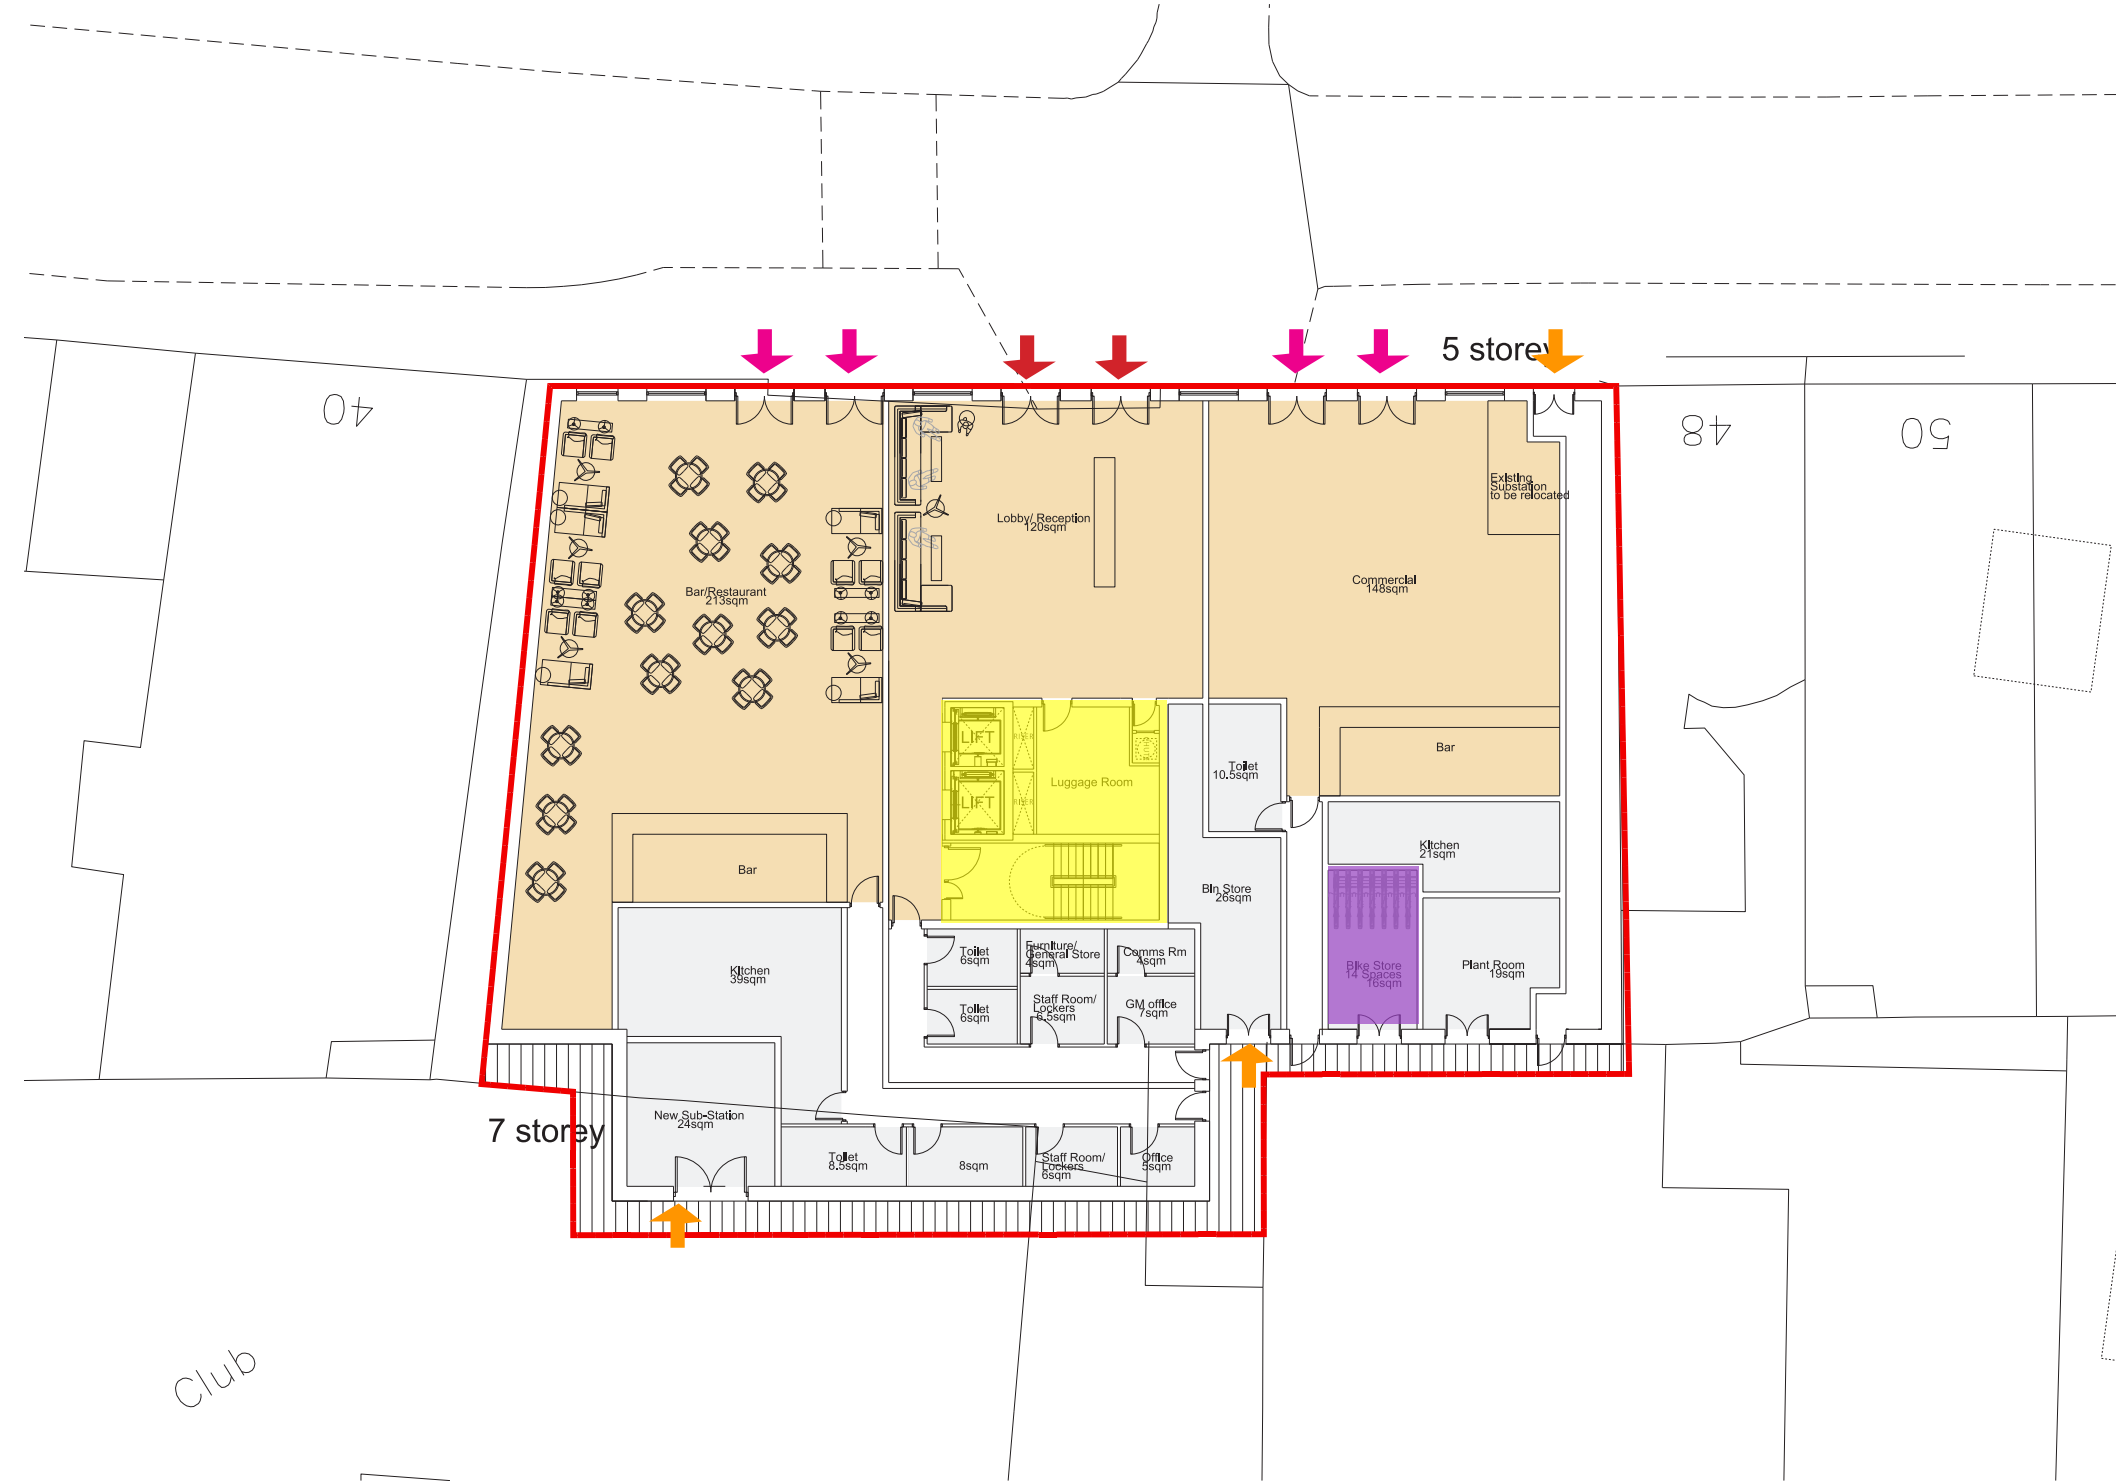 5 storey
40
48
50
Existing
Substation
to be relocated
Lobby/ Reception
120sqm
Commercial
148sqm
Bar/Restaurant
213sqm
LIFT
RISER
Luggage Room
LIFT
RISER
Toilet
10.5sqm
Bar
Kitchen
21sqm
Bar
Bin Store
26sqm
Kitchen
39sqm
Toilet
6sqm
Furniture/
General Store
4sqm
Comms Rm
4sqm
Bike Store
14 Spaces
16sqm
Plant Room
19sqm
Toilet
6sqm
Staff Room/
Lockers
6.5sqm
GM office
7sqm
New Sub-Station
24sqm
7 storey
Toilet
8.5sqm
8sqm
Staff Room/
Lockers
6sqm
Office
5sqm
Club